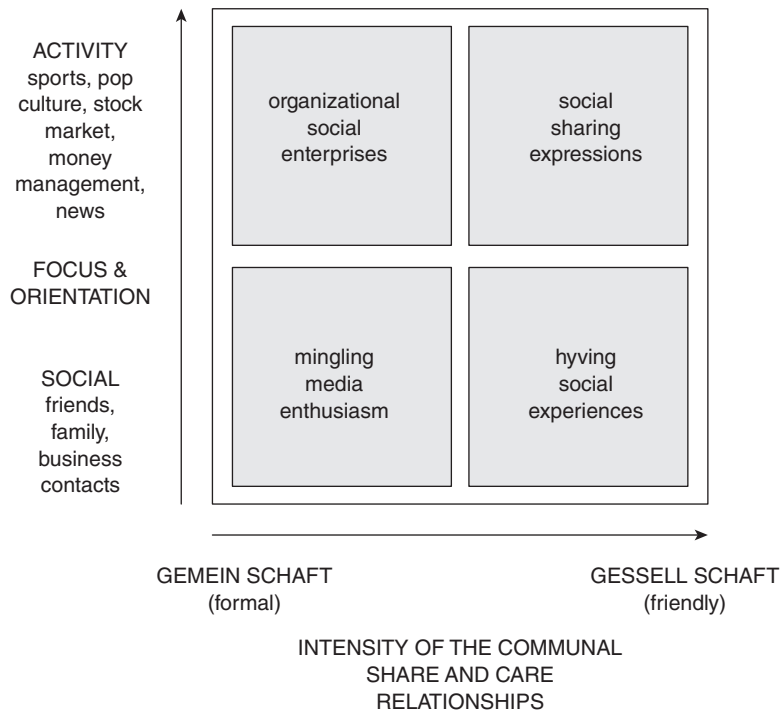 ACTIVITY
sports, pop
culture, stock
market,
money
management,
news
FOCUS &
ORIENTATION
SOCIAL
friends,
family,
business
contacts
organizational
social
enterprises
social
sharing
expressions
mingling
media
enthusiasm
hyving
social
experiences
GEMEIN SCHAFT
(formal)
GESSELL SCHAFT
(friendly)
INTENSITY OF THE COMMUNAL
SHARE AND CARE
RELATIONSHIPS